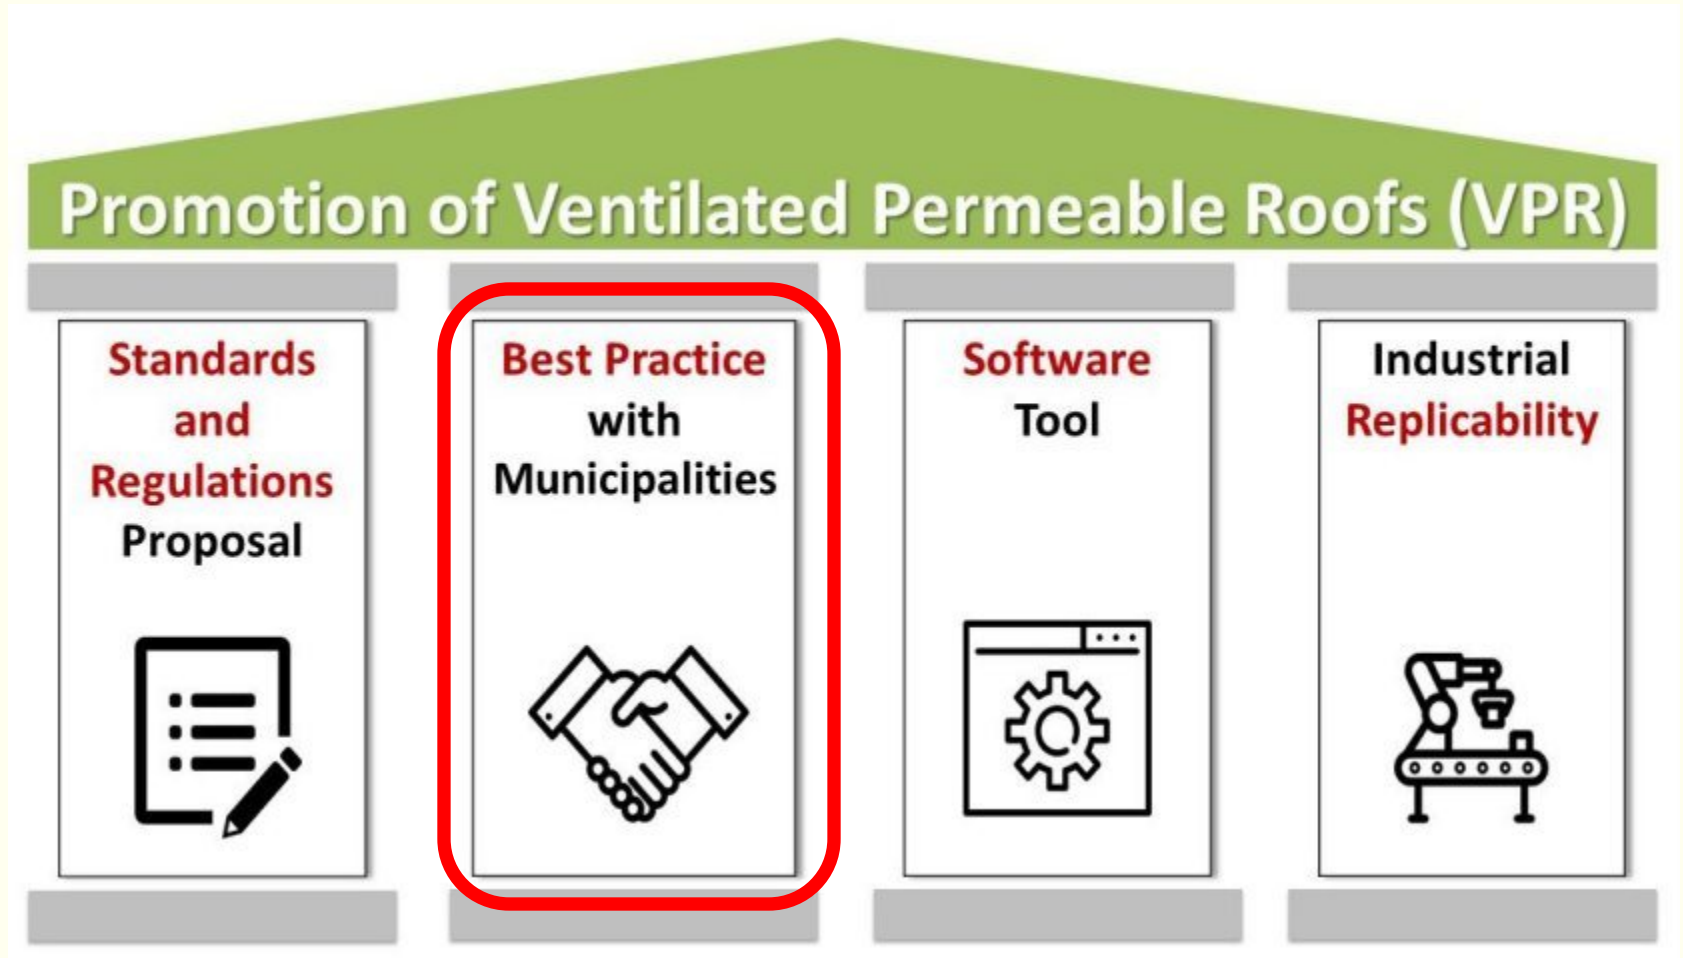 Promotion of Ventilated Permeable Roofs (VPR)
Standards
and
Regulations
Proposal
Best Practice
with
Municipalities
Software
Tool
Industrial
Replicability